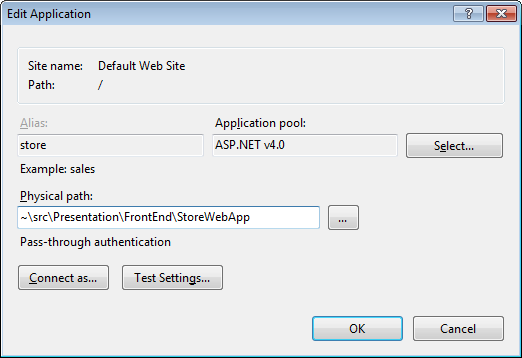 Edit Application
Site name: Default Web Site
Path: /
Alias: Application pool:
store ASP.NET v4.0 Select...
Example: sales
Physical path:
~\src\Presentation\FrontEnd\StoreWebApp ...
Pass-through authentication
Connect as... Test Settings...
OK Cancel